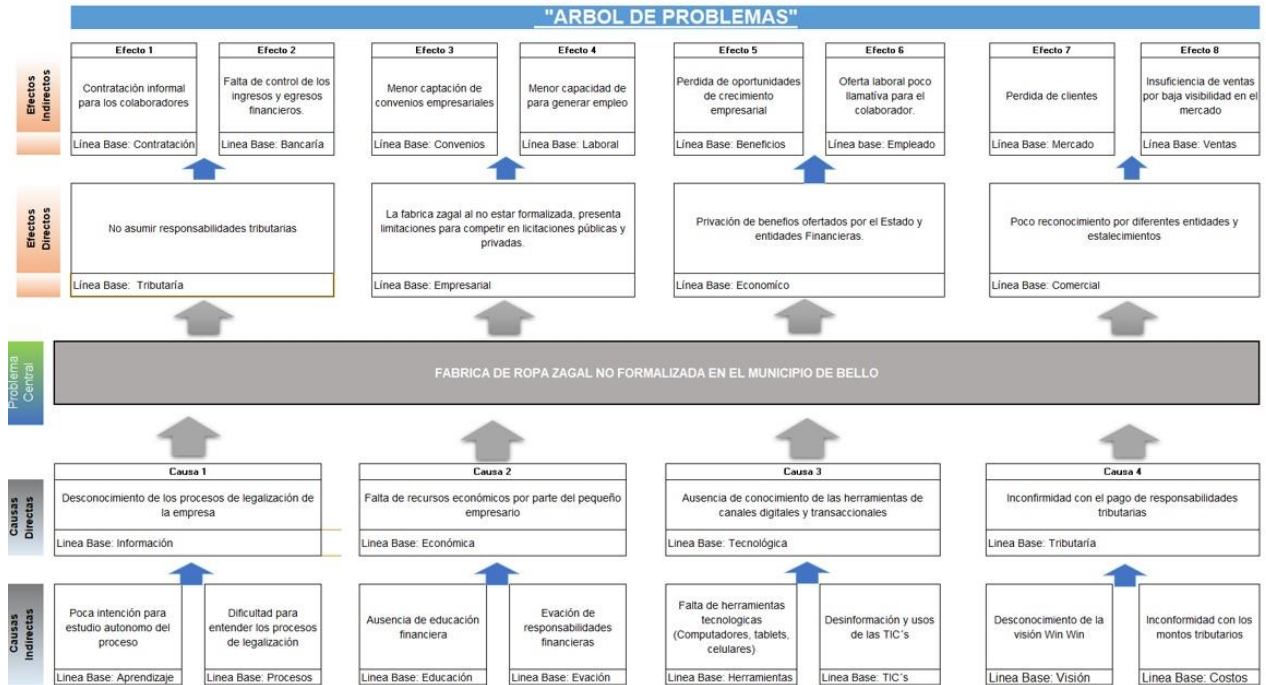 "ARBOL DE PROBLEMAS"
Efectos
Indirectos
Efecto 1
Contratación informal
para los colaboradores
Línea Base: Contratación
Efecto 2
Falta de control de los
ingresos y egresos
financieros.
Linea Base: Bancaría
Efecto 3
Menor captación de
convenios empresariales
Línea Base: Convenios
Efecto 4
Menor capacidad de
para generar empleo
Línea Base: Laboral
Efecto 5
Perdida de oportunidades
de crecimiento
empresarial
Línea Base: Beneficios
Efecto 6
Oferta laboral poco
llamatíva para el
colaborador.
Línea base: Empleado
Efecto 7
Perdida de clientes
Línea Base: Mercado
Efecto 8
Insuficiencia de ventas
por baja visibilidad en el
mercado
Línea Base: Ventas
Efectos
Directos
No asumir responsabilidades tributarias
Línea Base: Tributaría
La fabrica zagal al no estar formalizada, presenta
limitaciones para competir en licitaciones públicas y
privadas.
Línea Base: Empresarial
Privación de benefios ofertados por el Estado y
entidades Financieras.
Línea Base: Economíco
Poco reconocimiento por diferentes entidades y
estalecimientos
Línea Base: Comercial
Problema
Central
FABRICA DE ROPA ZAGAL NO FORMALIZADA EN EL MUNICIPIO DE BELLO
Causas
Directas
Causa 1
Desconocimiento de los procesos de legalización de
la empresa
Linea Base: Información
Causa 2
Falta de recursos económicos por parte del pequeño
empresario
Linea Base: Económica
Causa 3
Ausencia de conocimiento de las herramientas de
canales digitales y transaccionales
Linea Base: Tecnológica
Causa 4
Inconfirmidad con el pago de responsabilidades
tributarias
Linea Base: Tributaría
Causas
Indirectas
Poca intención para
estudio autonomo del
proceso
Linea Base: Aprendizaje
Dificultad para
entender los procesos
de legalización
Linea Base: Procesos
Ausencia de educación
financiera
Linea Base: Educación
Evación de
responsabilidades
financieras
Linea Base: Evación
Falta de herramientas
tecnologicas
(Computadores, tablets,
celulares)
Linea Base: Herramientas
Desinformación y usos
de las TIC´s
Linea Base: TIC´s
Desconocimiento de la
visión Win Win
Linea Base: Visión
Inconformidad con los
montos tributarios
Linea Base: Costos